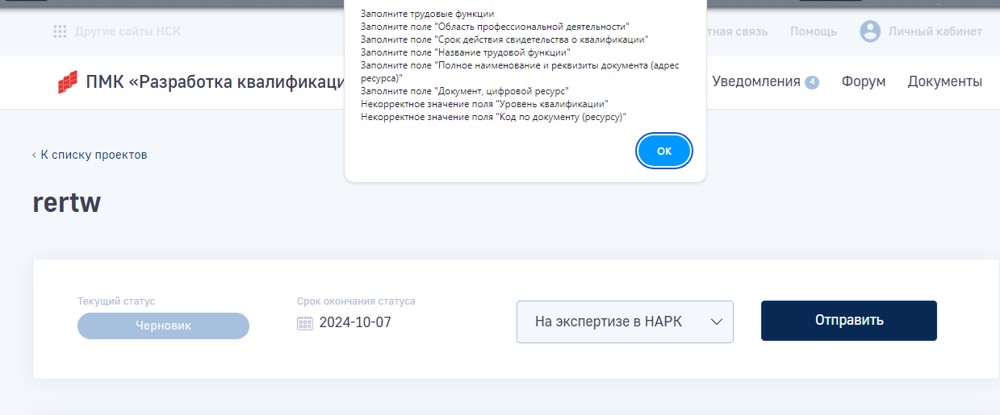 Заполните трудовые функции
Заполните поле "Область профессиональной деятельности"
Заполните поле "Срок действия свидетельства о квалификации"
Заполните поле "Название трудовой функции"
Заполните поле "Полное наименование и реквизиты документа (адрес
ресурса)"
Заполните поле "Документ, цифровой ресурс"
Некорректное значение поля "Уровень квалификации"
Некорректное значение поля "Код по документу (ресурсу)"
ОК
Другие сайты НСК
тная связь
Помощь
Личный кабинет
ПМК «Разработка квалификаци
Уведомления 4
Форум
Документы
‹ К списку проектов
rertw
Текущий статус
Черновик
Срок окончания статуса
2024-10-07
На экспертизе в НАРК
Отправить